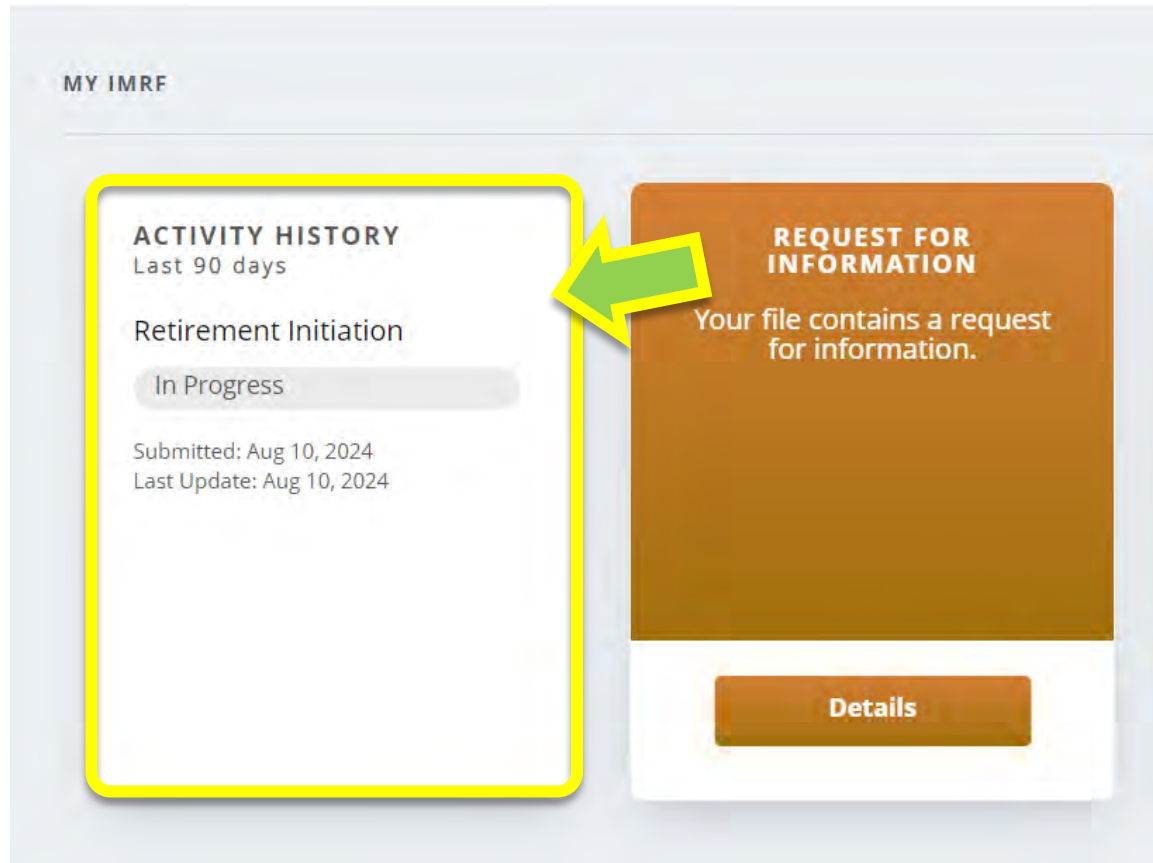 MY IMRF
ACTIVITY HISTORY
Last 90 days
Retirement Initiation
In Progress
Submitted: Aug 10, 2024
Last Update: Aug 10, 2024
REQUEST FOR
INFORMATION
Your file contains a request
for information.
Details